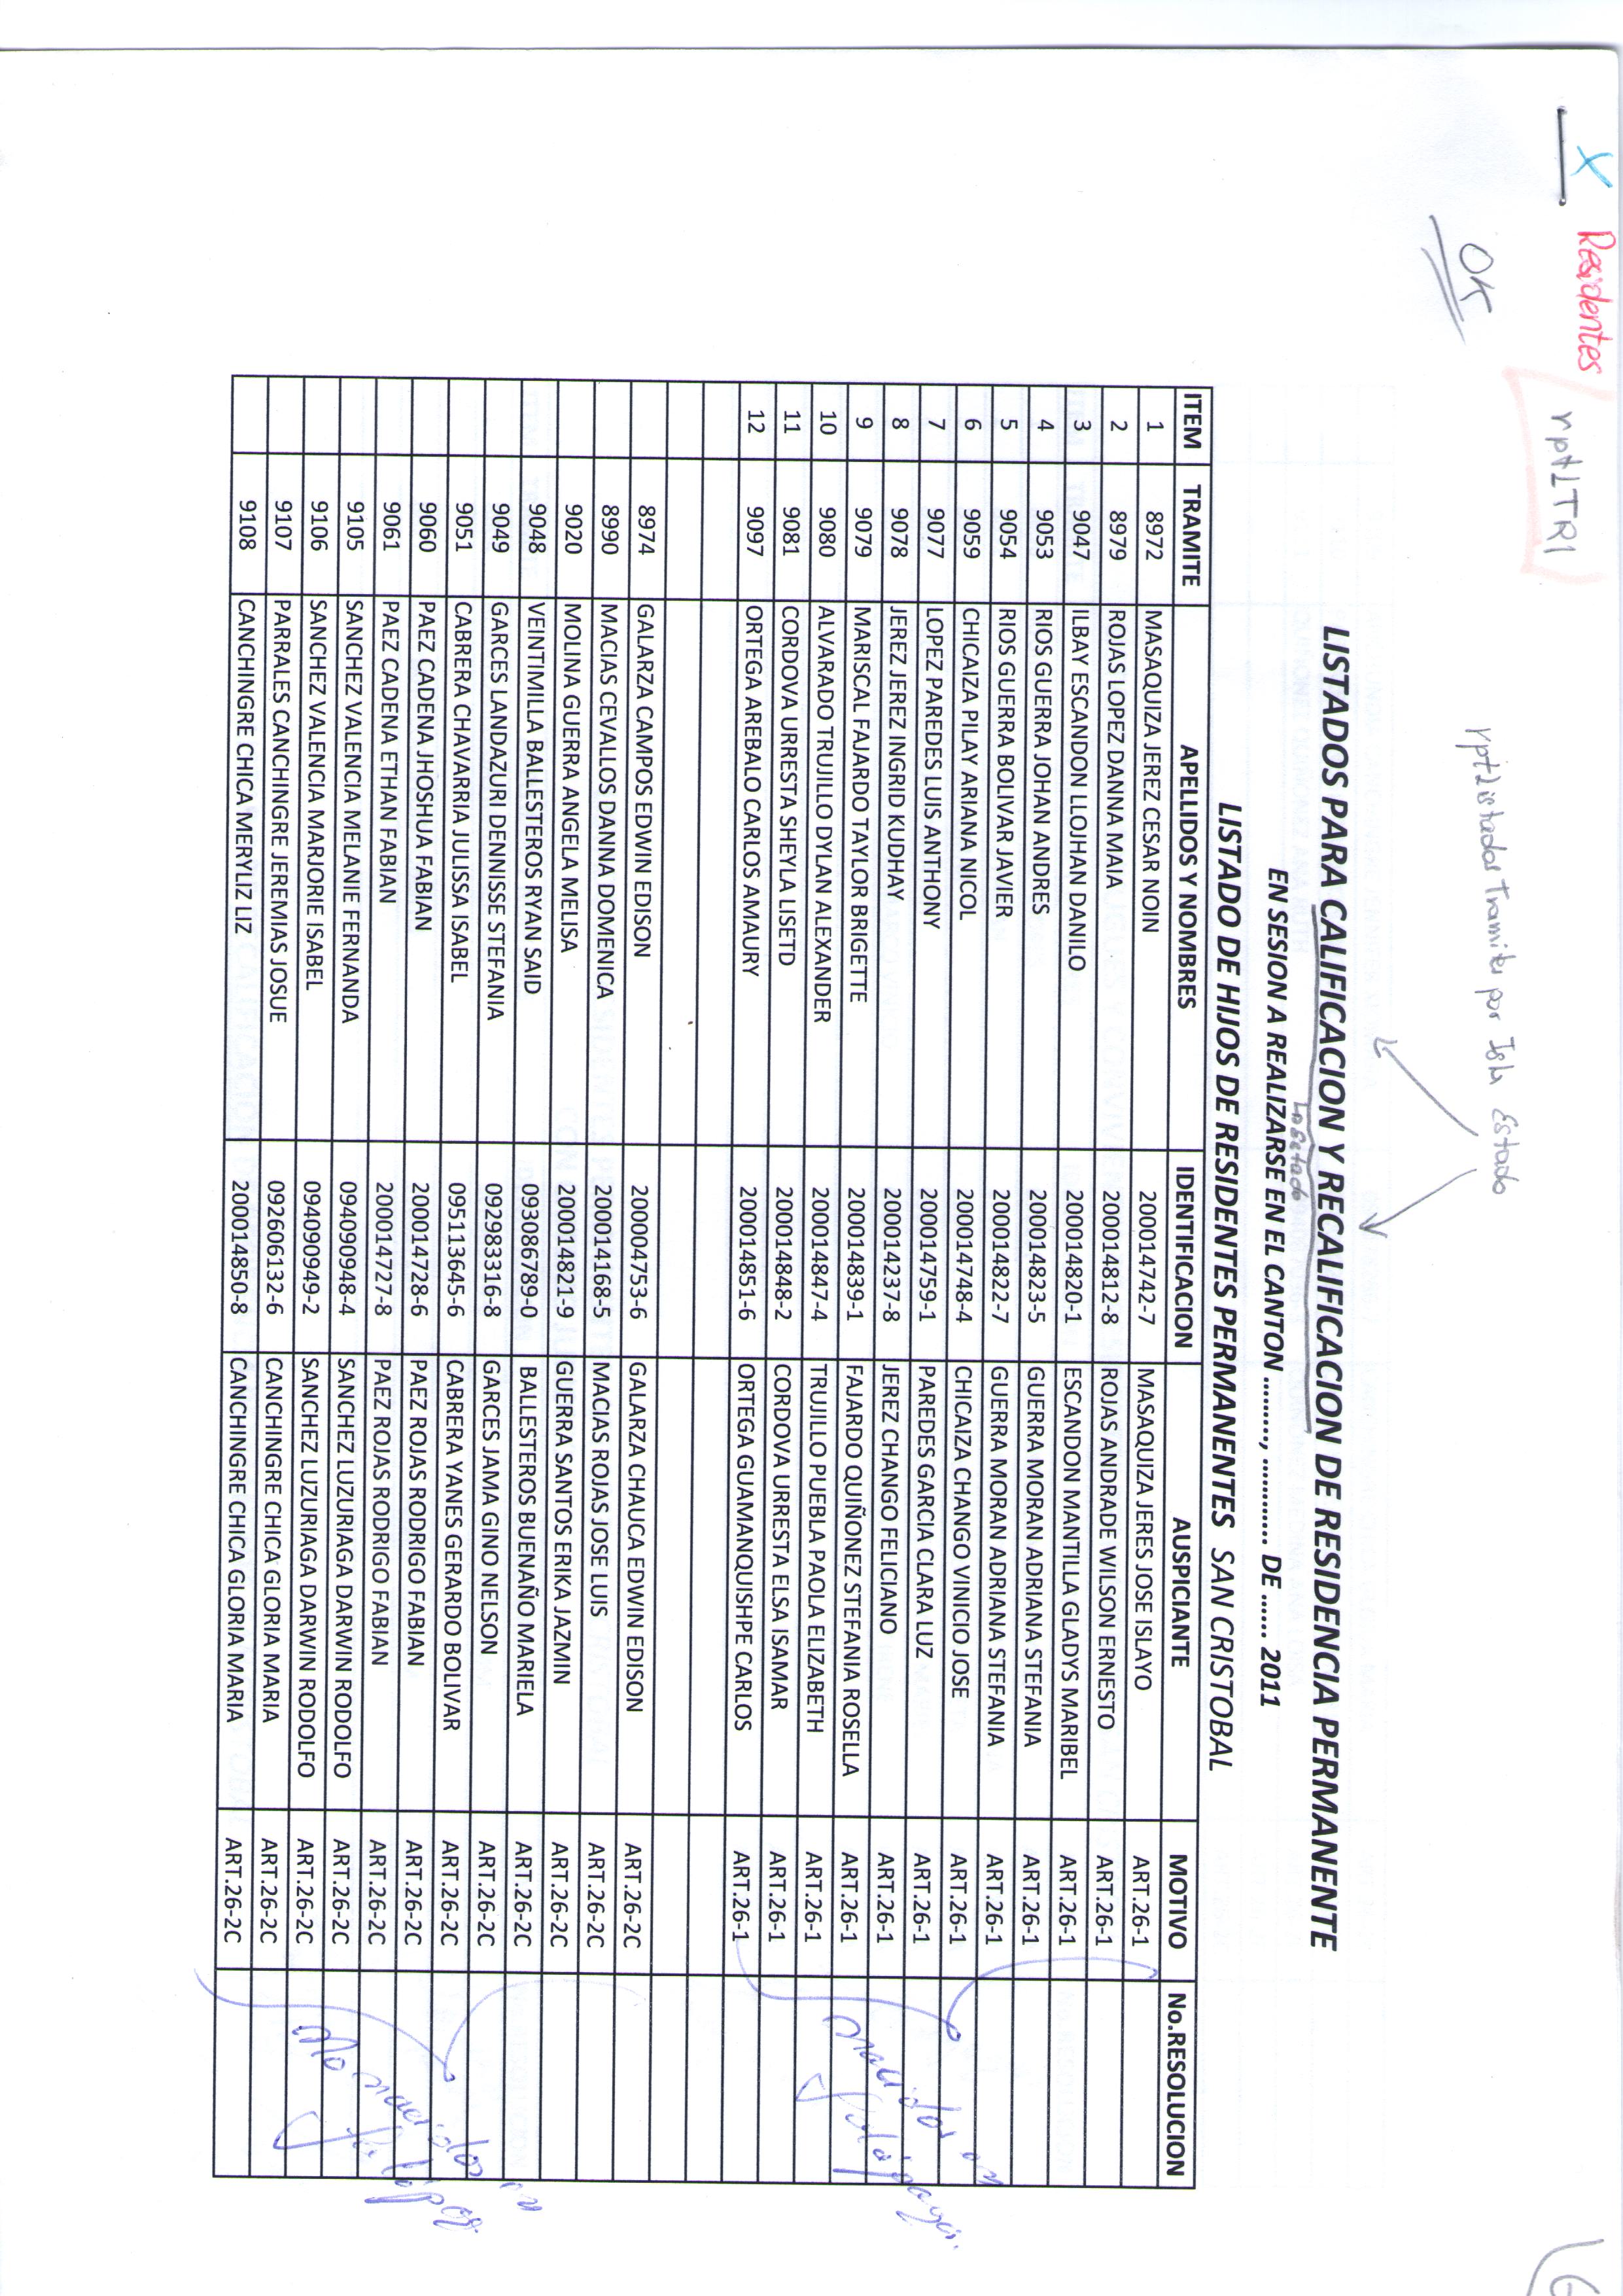 X Residentes
rptLTR1
OK
rptListadosTramites por Isla Estado
LISTADOS PARA CALIFICACION Y RECALIFICACION DE RESIDENCIA PERMANENTE
EN SESION A REALIZARSE EN EL CANTON .........., ............ DE ...... 2011
LISTADO DE HIJOS DE RESIDENTES PERMANENTES SAN CRISTOBAL
ITEM TRAMITE APELLIDOS Y NOMBRES IDENTIFICACION AUSPICIANTE MOTIVO No.RESOLUCION
1 8972 MASAQUIZA JEREZ CESAR NOIN 200014742-7 MASAQUIZA JERES JOSE ISLAYO ART.26-1
2 8979 ROJAS LOPEZ DANNA MAIA 200014812-8 ROJAS ANDRADE WILSON ERNESTO ART.26-1
3 9047 ILBAY ESCANDON LLOJHAN DANILO 200014820-1 ESCANDON MANTILLA GLADYS MARIBEL ART.26-1
4 9053 RIOS GUERRA JOHAN ANDRES 200014823-5 GUERRA MORAN ADRIANA STEFANIA ART.26-1
5 9054 RIOS GUERRA BOLIVAR JAVIER 200014822-7 GUERRA MORAN ADRIANA STEFANIA ART.26-1
6 9059 CHICAIZA PILAY ARIANA NICOL 200014748-4 CHICAIZA CHANGO VINICIO JOSE ART.26-1
7 9077 LOPEZ PAREDES LUIS ANTHONY 200014759-1 PAREDES GARCIA CLARA LUZ ART.26-1
8 9078 JEREZ JEREZ INGRID KUDHAY 200014237-8 JEREZ CHANGO FELICIANO ART.26-1
9 9079 MARISCAL FAJARDO TAYLOR BRIGETTE 200014839-1 FAJARDO QUIÑONEZ STEFANIA ROSELLA ART.26-1
10 9080 ALVARADO TRUJILLO DYLAN ALEXANDER 200014847-4 TRUJILLO PUEBLA PAOLA ELIZABETH ART.26-1
11 9081 CORDOVA URRESTA SHEYLA LISETD 200014848-2 CORDOVA URRESTA ELSA ISAMAR ART.26-1
12 9097 ORTEGA AREBALO CARLOS AMAURY 200014851-6 ORTEGA GUAMANQUISHPE CARLOS ART.26-1
nacidos en
Galápagos.
8974 GALARZA CAMPOS EDWIN EDISON 200004753-6 GALARZA CHAUCA EDWIN EDISON ART.26-2C
8990 MACIAS CEVALLOS DANNA DOMENICA 200014168-5 MACIAS ROJAS JOSE LUIS ART.26-2C
9020 MOLINA GUERRA ANGELA MELISA 200014821-9 GUERRA SANTOS ERIKA JAZMIN ART.26-2C
9048 VEINTIMILLA BALLESTEROS RYAN SAID 093086789-0 BALLESTEROS BUENAÑO MARIELA ART.26-2C
9049 GARCES LANDAZURI DENNISSE STEFANIA 092983316-8 GARCES JAMA GINO NELSON ART.26-2C
9051 CABRERA CHAVARRIA JULISSA ISABEL 095113645-6 CABRERA YANES GERARDO BOLIVAR ART.26-2C
9060 PAEZ CADENA JHOSHUA FABIAN 200014728-6 PAEZ ROJAS RODRIGO FABIAN ART.26-2C
9061 PAEZ CADENA ETHAN FABIAN 200014727-8 PAEZ ROJAS RODRIGO FABIAN ART.26-2C
9105 SANCHEZ VALENCIA MELANIE FERNANDA 094090948-4 SANCHEZ LUZURIAGA DARWIN RODOLFO ART.26-2C
9106 SANCHEZ VALENCIA MARJORIE ISABEL 094090949-2 SANCHEZ LUZURIAGA DARWIN RODOLFO ART.26-2C
9107 PARRALES CANCHINGRE JEREMIAS JOSUE 092606132-6 CANCHINGRE CHICA GLORIA MARIA ART.26-2C
9108 CANCHINGRE CHICA MERYLIZ LIZ 200014850-8 CANCHINGRE CHICA GLORIA MARIA ART.26-2C
No nacidos en